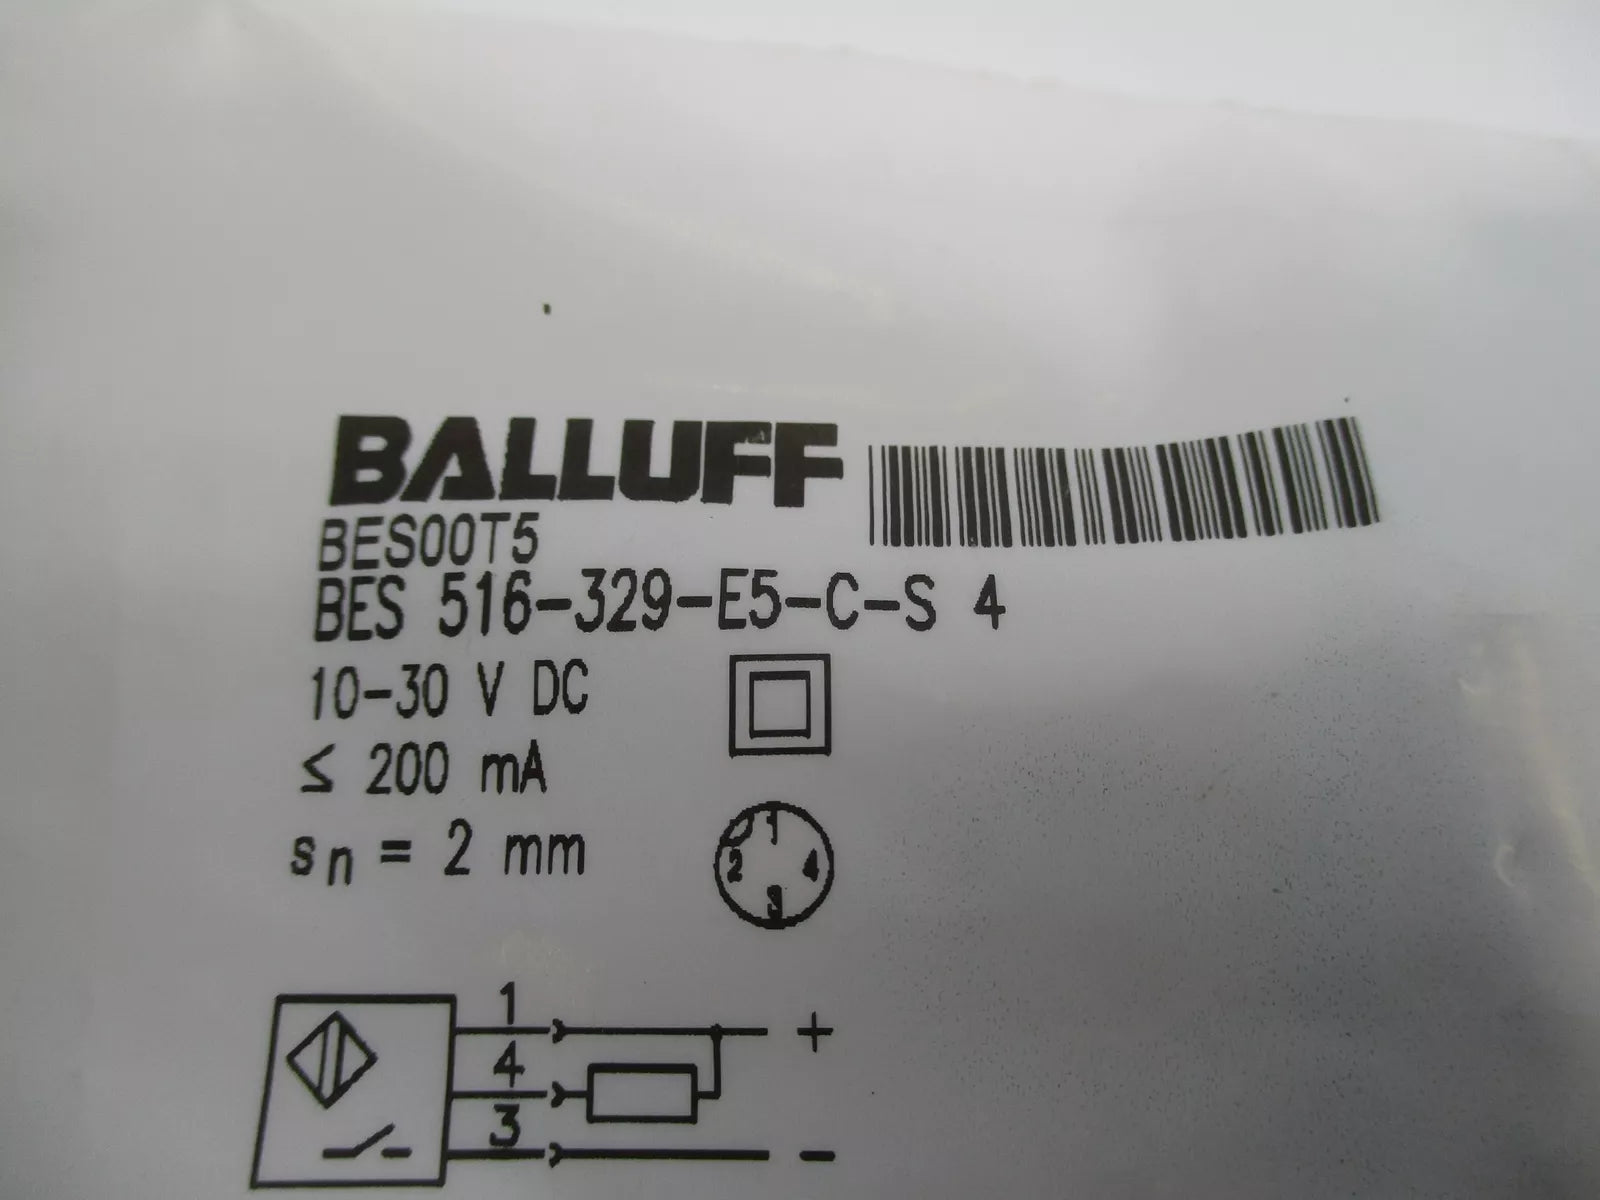 BALLUFF
BES00T5
BES 516-329-E5-C-S 4
10-30 V DC
≤ 200 mA
sn = 2 mm
1
2 4
3
1 +
4
3 -